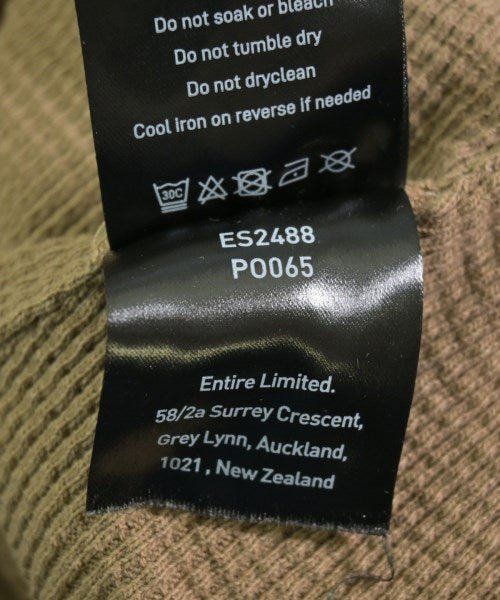 Do not soak or bleach
Do not tumble dry
Do not dryclean
Cool iron on reverse if needed
30C
ES2488
PO065
Entire Limited.
58/2a Surrey Crescent,
Grey Lynn, Auckland,
1021 , New Zealand